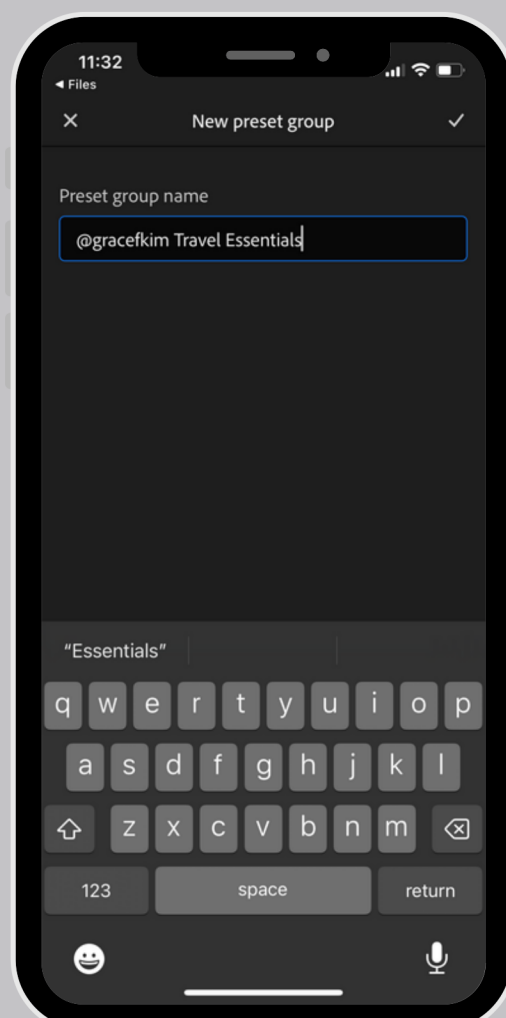 11:32
◄ Files
New preset group
Preset group name
@gracefkim Travel Essentials
“Essentials”
q w e r t y u i o p
a s d f g h j k l
z x c v b n m
123 space return